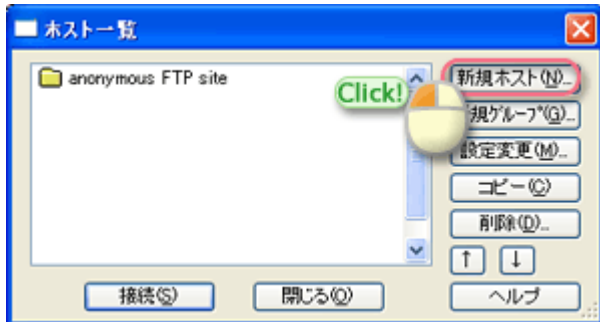 ホスト一覧
anonymous FTP site
Click!
新規ホスト(N)...
規グループ(G)...
設定変更(M)...
コピー(C)
削除(D)...
↑ ↓
接続(S)
閉じる(O)
ヘルプ